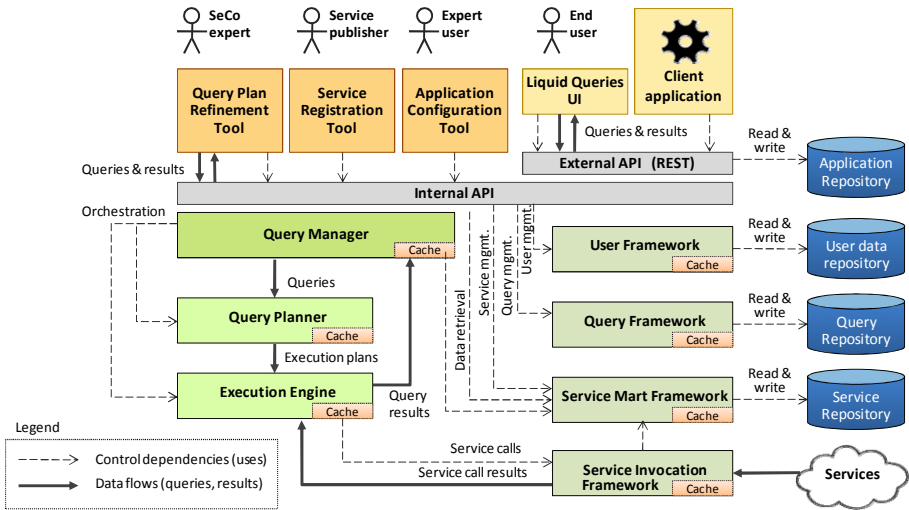 SeCo
expert
Service
publisher
Expert
user
End
user
Query Plan
Refinement
Tool
Service
Registration
Tool
Application
Configuration
Tool
Liquid Queries
UI
Client
application
Queries & results
Queries & results
External API (REST)
Read &
write
Application
Repository
Internal API
Orchestration
Query Manager
Cache
Queries
Query Planner
Cache
Execution plans
Execution Engine
Cache
Query
results
Data retrieval
Service mgmt.
Query mgmt.
User mgmt.
User Framework
Cache
Read &
write
User data
repository
Query Framework
Cache
Read &
write
Query
Repository
Service Mart Framework
Cache
Read &
write
Service
Repository
Service calls
Service call results
Service Invocation
Framework
Cache
Services
Legend
Control dependencies (uses)
Data flows (queries, results)